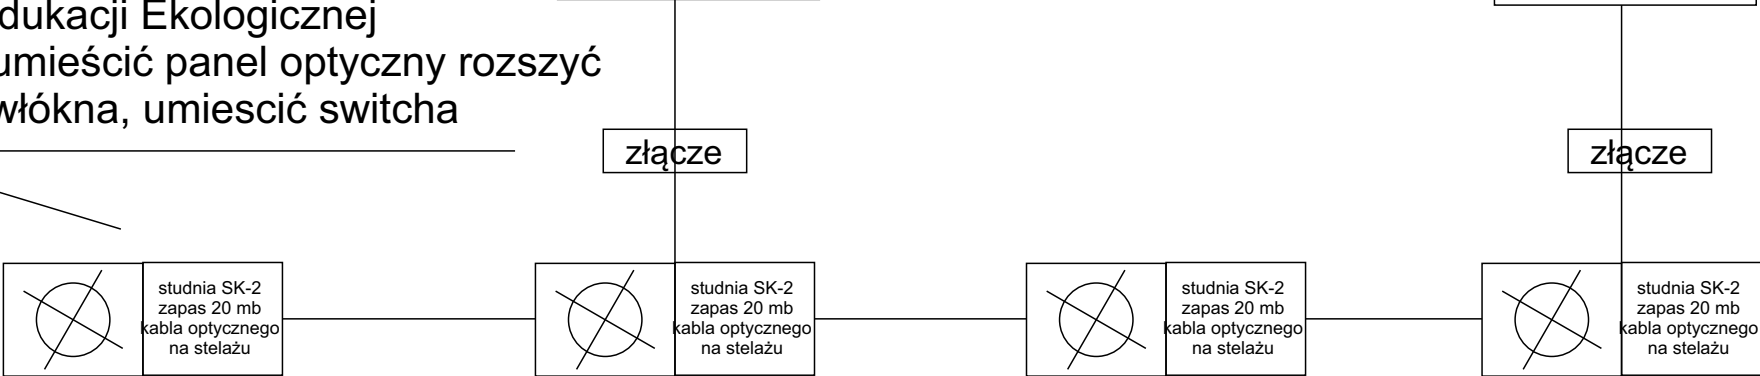 dukacji Ekologicznej
umieścić panel optyczny rozszyć
włókna, umiescić switcha
złącze
złącze
studnia SK-2
zapas 20 mb
kabla optycznego
na stelażu
studnia SK-2
zapas 20 mb
kabla optycznego
na stelażu
studnia SK-2
zapas 20 mb
kabla optycznego
na stelażu
studnia SK-2
zapas 20 mb
kabla optycznego
na stelażu